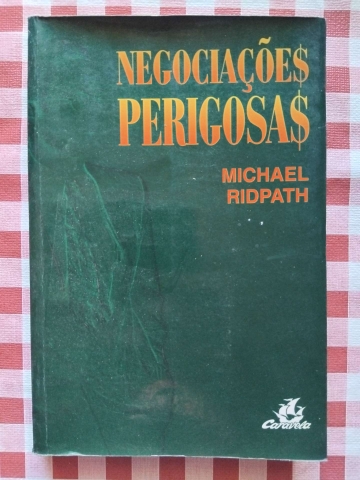 NEGOCIAÇÕE$
PERIGOSA$
MICHAEL
RIDPATH
Caravela